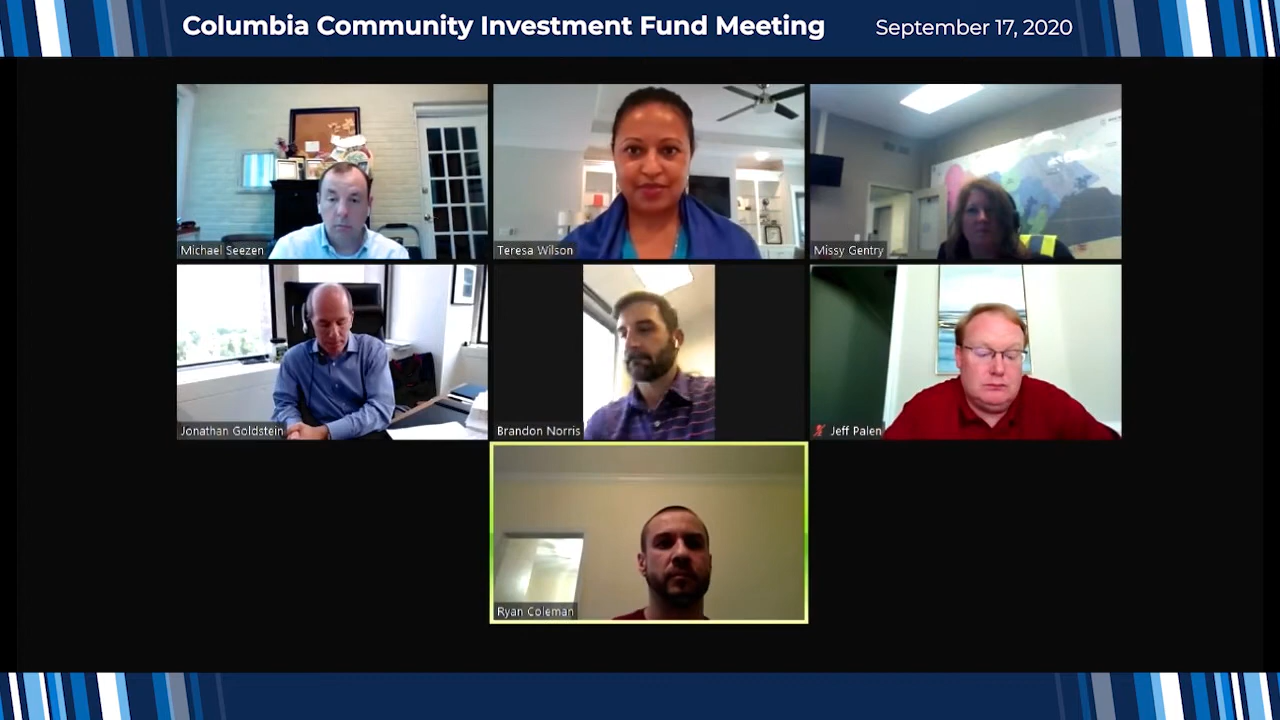 Columbia Community Investment Fund Meeting
September 17, 2020
Michael Seezen
Teresa Wilson
Missy Gentry
Jonathan Goldstein
Brandon Norris
Jeff Palen
Ryan Coleman